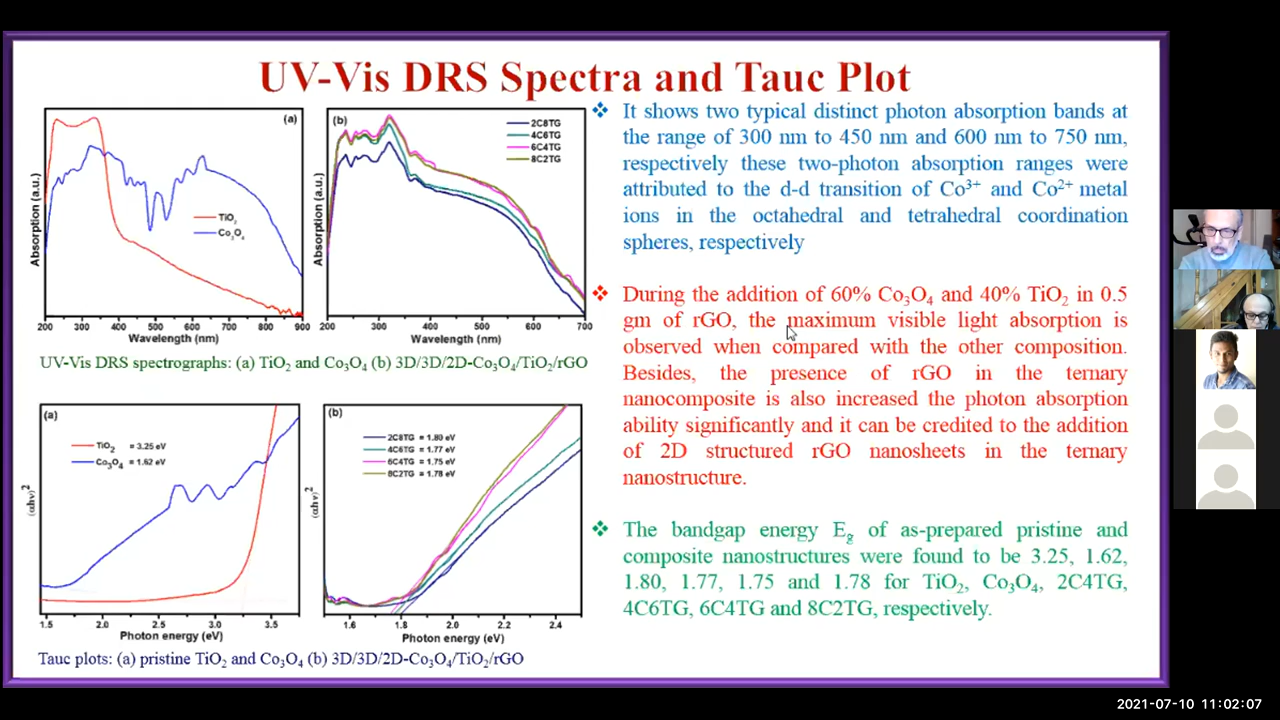 UV-Vis DRS Spectra and Tauc Plot
(a)
TiO₂
Co₃O₄
Absorption (a.u.)
200 300 400 500 600 700 800 900
Wavelength (nm)
(b)
2C8TG
4C6TG
6C4TG
8C2TG
Absorption (a.u.)
200 300 400 500 600 700
Wavelength (nm)
UV-Vis DRS spectrographs: (a) TiO₂ and Co₃O₄ (b) 3D/3D/2D-Co₃O₄/TiO₂/rGO
(a)
TiO₂ = 3.25 eV
Co₃O₄ = 1.62 eV
(αhν)²
1.5 2.0 2.5 3.0 3.5
Photon energy (eV)
(b)
2C8TG = 1.80 eV
4C6TG = 1.77 eV
6C4TG = 1.75 eV
8C2TG = 1.78 eV
(αhν)²
1.6 1.8 2.0 2.2 2.4
Photon energy (eV)
Tauc plots: (a) pristine TiO₂ and Co₃O₄ (b) 3D/3D/2D-Co₃O₄/TiO₂/rGO
❖ It shows two typical distinct photon absorption bands at
the range of 300 nm to 450 nm and 600 nm to 750 nm,
respectively these two-photon absorption ranges were
attributed to the d-d transition of Co³⁺ and Co²⁺ metal
ions in the octahedral and tetrahedral coordination
spheres, respectively
❖ During the addition of 60% Co₃O₄ and 40% TiO₂ in 0.5
gm of rGO, the maximum visible light absorption is
observed when compared with the other composition.
Besides, the presence of rGO in the ternary
nanocomposite is also increased the photon absorption
ability significantly and it can be credited to the addition
of 2D structured rGO nanosheets in the ternary
nanostructure.
❖ The bandgap energy E_g of as-prepared pristine and
composite nanostructures were found to be 3.25, 1.62,
1.80, 1.77, 1.75 and 1.78 for TiO₂, Co₃O₄, 2C4TG,
4C6TG, 6C4TG and 8C2TG, respectively.
2021-07-10 11:02:07